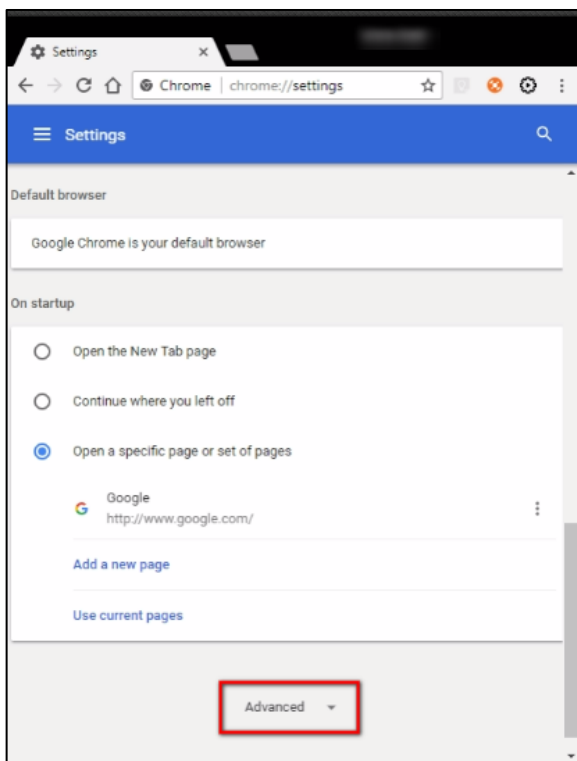 Settings
Chrome | chrome://settings
Settings
Default browser
Google Chrome is your default browser
On startup
Open the New Tab page
Continue where you left off
Open a specific page or set of pages
Google
http://www.google.com/
Add a new page
Use current pages
Advanced